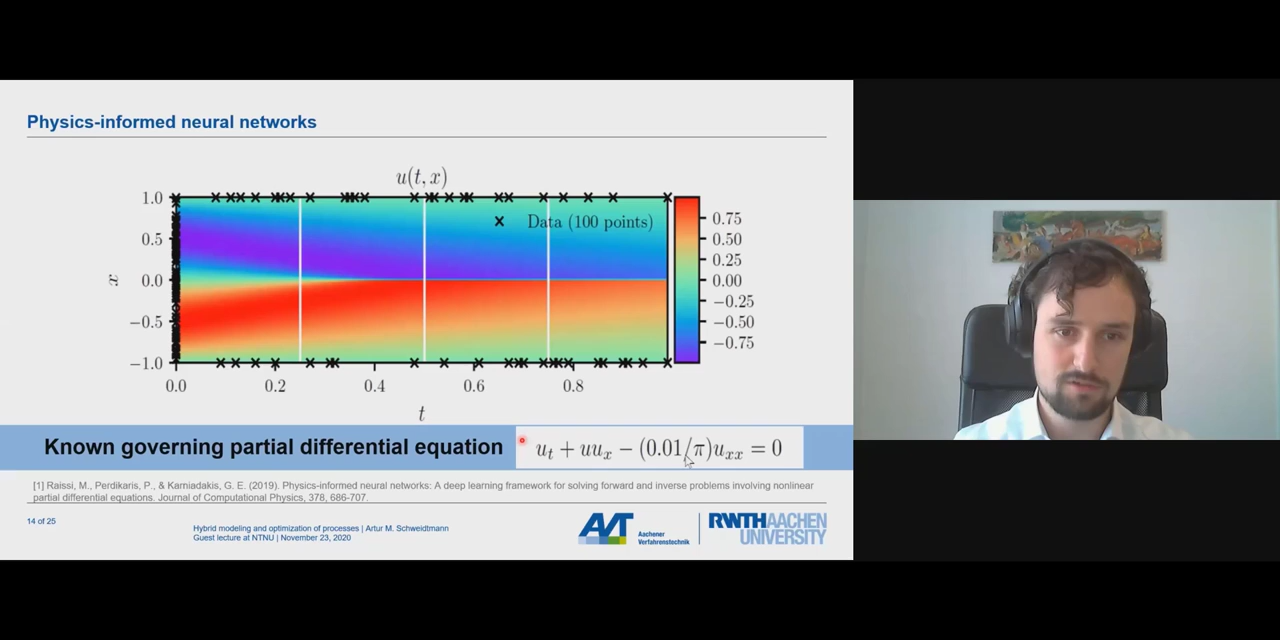 Physics-informed neural networks
u(t, x)
1.0
0.5
0.0
−0.5
−1.0
x
× Data (100 points)
0.75
0.50
0.25
0.00
−0.25
−0.50
−0.75
0.0 0.2 0.4 0.6 0.8
t
Known governing partial differential equation uₜ + uuₓ − (0.01/π)uₓₓ = 0
[1] Raissi, M., Perdikaris, P., & Karniadakis, G. E. (2019). Physics-informed neural networks: A deep learning framework for solving forward and inverse problems involving nonlinear
partial differential equations. Journal of Computational Physics, 378, 686-707.
14 of 25
Hybrid modeling and optimization of processes | Artur M. Schweidtmann
Guest lecture at NTNU | November 23, 2020
AVT
Aachener
Verfahrenstechnik
RWTHAACHEN
UNIVERSITY